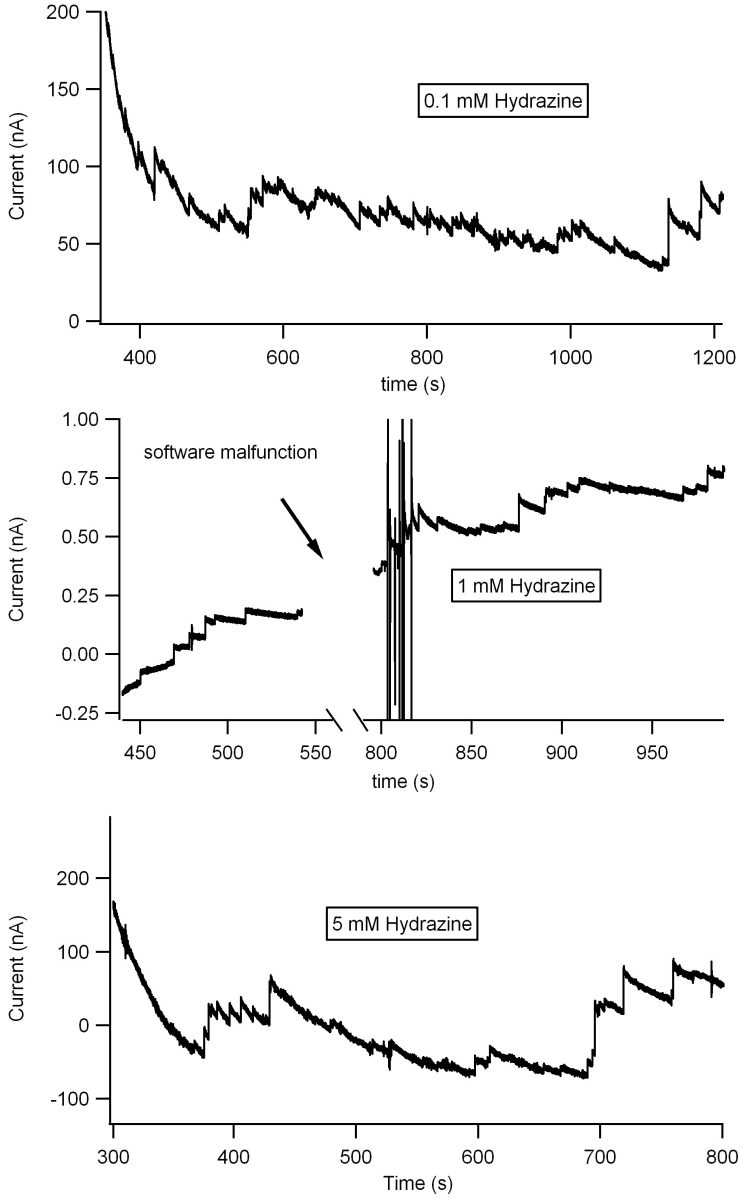 200
150
100
50
0
Current (nA)
0.1 mM Hydrazine
400 600 800 1000 1200
time (s)
1.00
0.75
0.50
0.25
0.00
-0.25
Current (nA)
software malfunction
1 mM Hydrazine
450 500 550 800 850 900 950
time (s)
200
100
0
-100
Current (nA)
5 mM Hydrazine
300 400 500 600 700 800
Time (s)